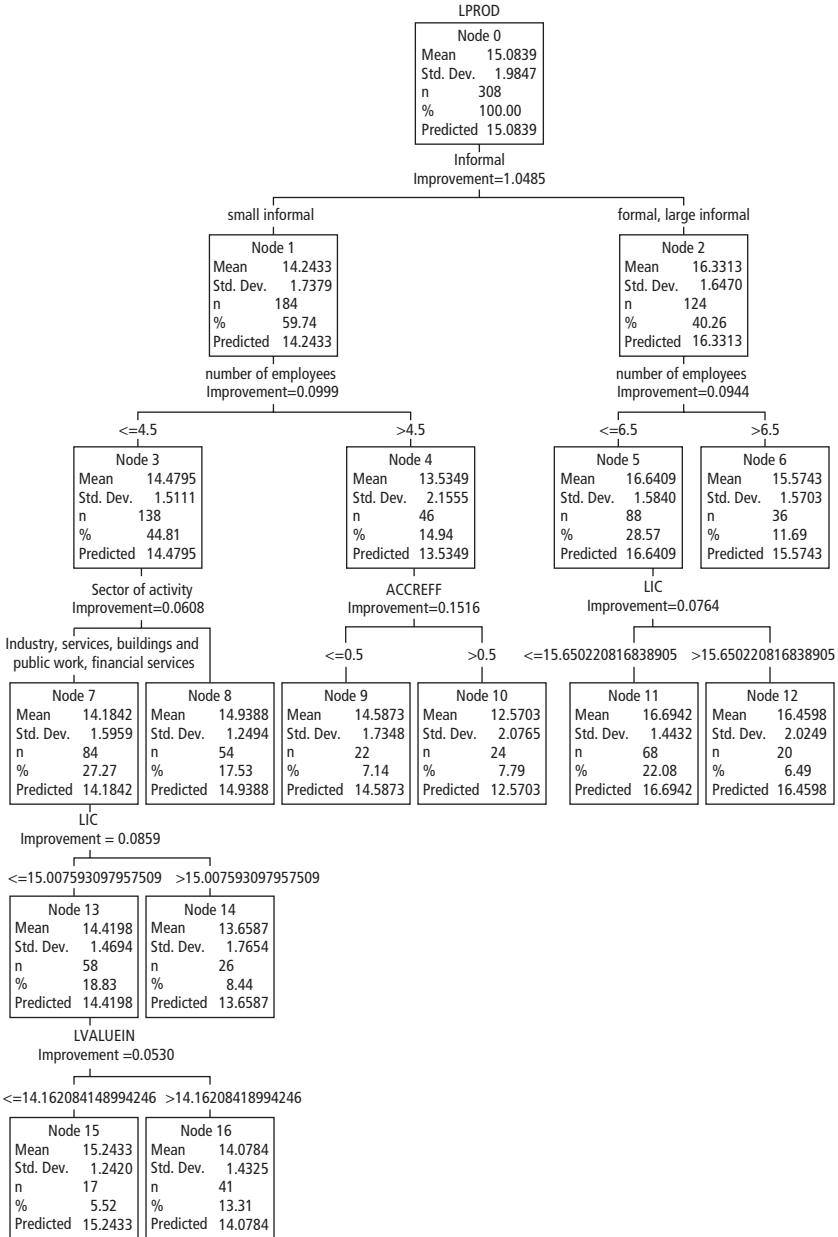 LPROD
Node 0
Mean 15.0839
Std. Dev. 1.9847
n 308
% 100.00
Predicted 15.0839
Informal
Improvement=1.0485
small informal
formal, large informal
Node 1
Mean 14.2433
Std. Dev. 1.7379
n 184
% 59.74
Predicted 14.2433
Node 2
Mean 16.3313
Std. Dev. 1.6470
n 124
% 40.26
Predicted 16.3313
number of employees
Improvement=0.0999
number of employees
Improvement=0.0944
<=4.5
>4.5
<=6.5
>6.5
Node 3
Mean 14.4795
Std. Dev. 1.5111
n 138
% 44.81
Predicted 14.4795
Node 4
Mean 13.5349
Std. Dev. 2.1555
n 46
% 14.94
Predicted 13.5349
Node 5
Mean 16.6409
Std. Dev. 1.5840
n 88
% 28.57
Predicted 16.6409
Node 6
Mean 15.5743
Std. Dev. 1.5703
n 36
% 11.69
Predicted 15.5743
Sector of activity
Improvement=0.0608
ACCREFF
Improvement=0.1516
LIC
Improvement=0.0764
Industry, services, buildings and
public work, financial services
<=0.5
>0.5
<=15.650220816838905
>15.650220816838905
Node 7
Mean 14.1842
Std. Dev. 1.5959
n 84
% 27.27
Predicted 14.1842
Node 8
Mean 14.9388
Std. Dev. 1.2494
n 54
% 17.53
Predicted 14.9388
Node 9
Mean 14.5873
Std. Dev. 1.7348
n 22
% 7.14
Predicted 14.5873
Node 10
Mean 12.5703
Std. Dev. 2.0765
n 24
% 7.79
Predicted 12.5703
Node 11
Mean 16.6942
Std. Dev. 1.4432
n 68
% 22.08
Predicted 16.6942
Node 12
Mean 16.4598
Std. Dev. 2.0249
n 20
% 6.49
Predicted 16.4598
LIC
Improvement = 0.0859
<=15.007593097957509
>15.007593097957509
Node 13
Mean 14.4198
Std. Dev. 1.4694
n 58
% 18.83
Predicted 14.4198
Node 14
Mean 13.6587
Std. Dev. 1.7654
n 26
% 8.44
Predicted 13.6587
LVALUEIN
Improvement =0.0530
<=14.162084148994246
>14.16208418994246
Node 15
Mean 15.2433
Std. Dev. 1.2420
n 17
% 5.52
Predicted 15.2433
Node 16
Mean 14.0784
Std. Dev. 1.4325
n 41
% 13.31
Predicted 14.0784